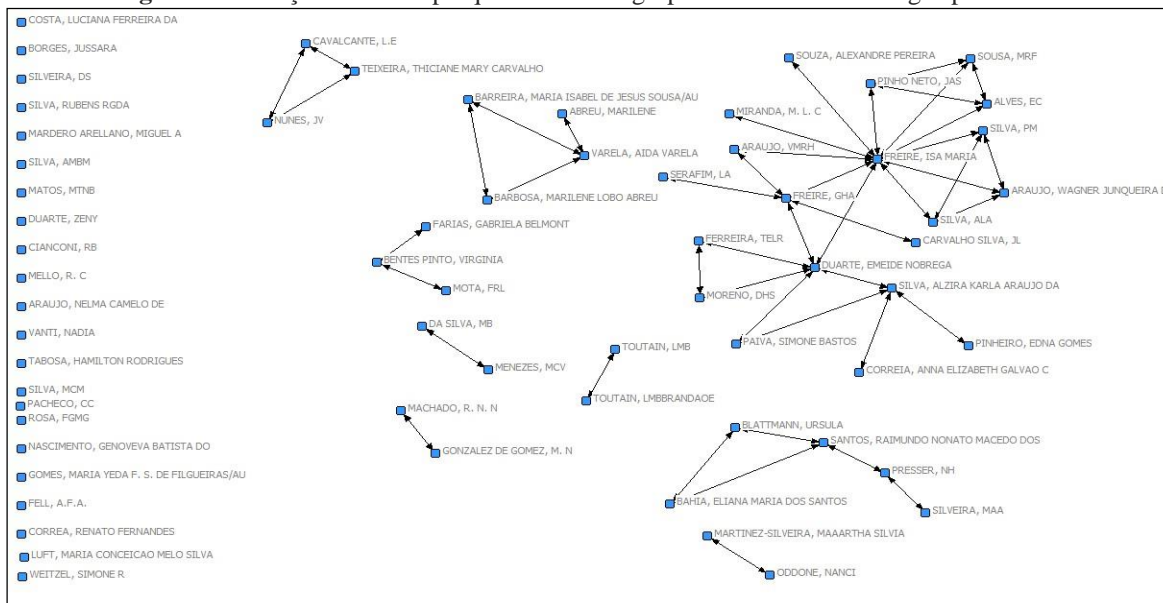 COSTA, LUCIANA FERREIRA DA
BORGES, JUSSARA
SILVEIRA, DS
SILVA, RUBENS RGDA
MARDERO ARELLANO, MIGUEL A
SILVA, AMBM
MATOS, MTNB
DUARTE, ZENY
CIANCONI, RB
MELLO, R. C
ARAUJO, NELMA CAMELO DE
VANTI, NADIA
TABOSA, HAMILTON RODRIGUES
SILVA, MCM
PACHECO, CC
ROSA, FGMG
NASCIMENTO, GENOVEVA BATISTA DO
GOMES, MARIA YEDA F. S. DE FILGUEIRAS/AU
FELL, A.F.A.
CORREA, RENATO FERNANDES
LUFT, MARIA CONCEICAO MELO SILVA
WEITZEL, SIMONE R
CAVALCANTE, L.E
TEIXEIRA, THICIANE MARY CARVALHO
NUNES, JV
BARREIRA, MARIA ISABEL DE JESUS SOUSA/AU
ABREU, MARILENE
VARELA, AIDA VARELA
BARBOSA, MARILENE LOBO ABREU
FARIAS, GABRIELA BELMONT
BENTES PINTO, VIRGINIA
MOTA, FRL
DA SILVA, MB
MENEZES, MCV
MACHADO, R. N. N
GONZALEZ DE GOMEZ, M. N
TOUTAIN, LMB
TOUTAIN, LMBBRANDAOE
SOUZA, ALEXANDRE PEREIRA
SOUSA, MRF
PINHO NETO, JAS
ALVES, EC
MIRANDA, M. L. C
SILVA, PM
ARAUJO, VMRH
FREIRE, ISA MARIA
SERAFIM, LA
ARAUJO, WAGNER JUNQUEIRA D
FREIRE, GHA
SILVA, ALA
CARVALHO SILVA, JL
FERREIRA, TELR
DUARTE, EMEIDE NOBREGA
SILVA, ALZIRA KARLA ARAUJO DA
MORENO, DHS
PAIVA, SIMONE BASTOS
PINHEIRO, EDNA GOMES
CORREIA, ANNA ELIZABETH GALVAO C
BLATTMANN, URSULA
SANTOS, RAIMUNDO NONATO MACEDO DOS
PRESSER, NH
BAHIA, ELIANA MARIA DOS SANTOS
SILVEIRA, MAA
MARTINEZ-SILVEIRA, MAAARTHA SILVIA
ODDONE, NANCI